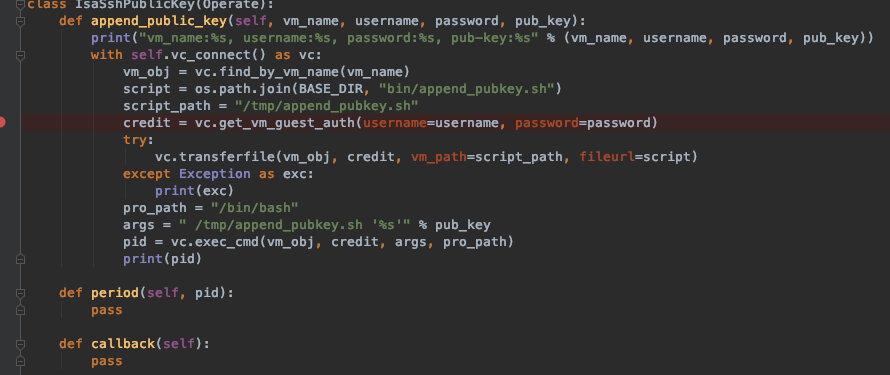 class IsaSshPublicKey(Operate):
    def append_public_key(self, vm_name, username, password, pub_key):
        print("vm_name:%s, username:%s, password:%s, pub-key:%s" % (vm_name, username, password, pub_key))
        with self.vc_connect() as vc:
            vm_obj = vc.find_by_vm_name(vm_name)
            script = os.path.join(BASE_DIR, "bin/append_pubkey.sh")
            script_path = "/tmp/append_pubkey.sh"
            credit = vc.get_vm_guest_auth(username=username, password=password)
            try:
                vc.transferfile(vm_obj, credit, vm_path=script_path, fileurl=script)
            except Exception as exc:
                print(exc)
            pro_path = "/bin/bash"
            args = " /tmp/append_pubkey.sh '%s'" % pub_key
            pid = vc.exec_cmd(vm_obj, credit, args, pro_path)
            print(pid)
    def period(self, pid):
        pass
    def callback(self):
        pass